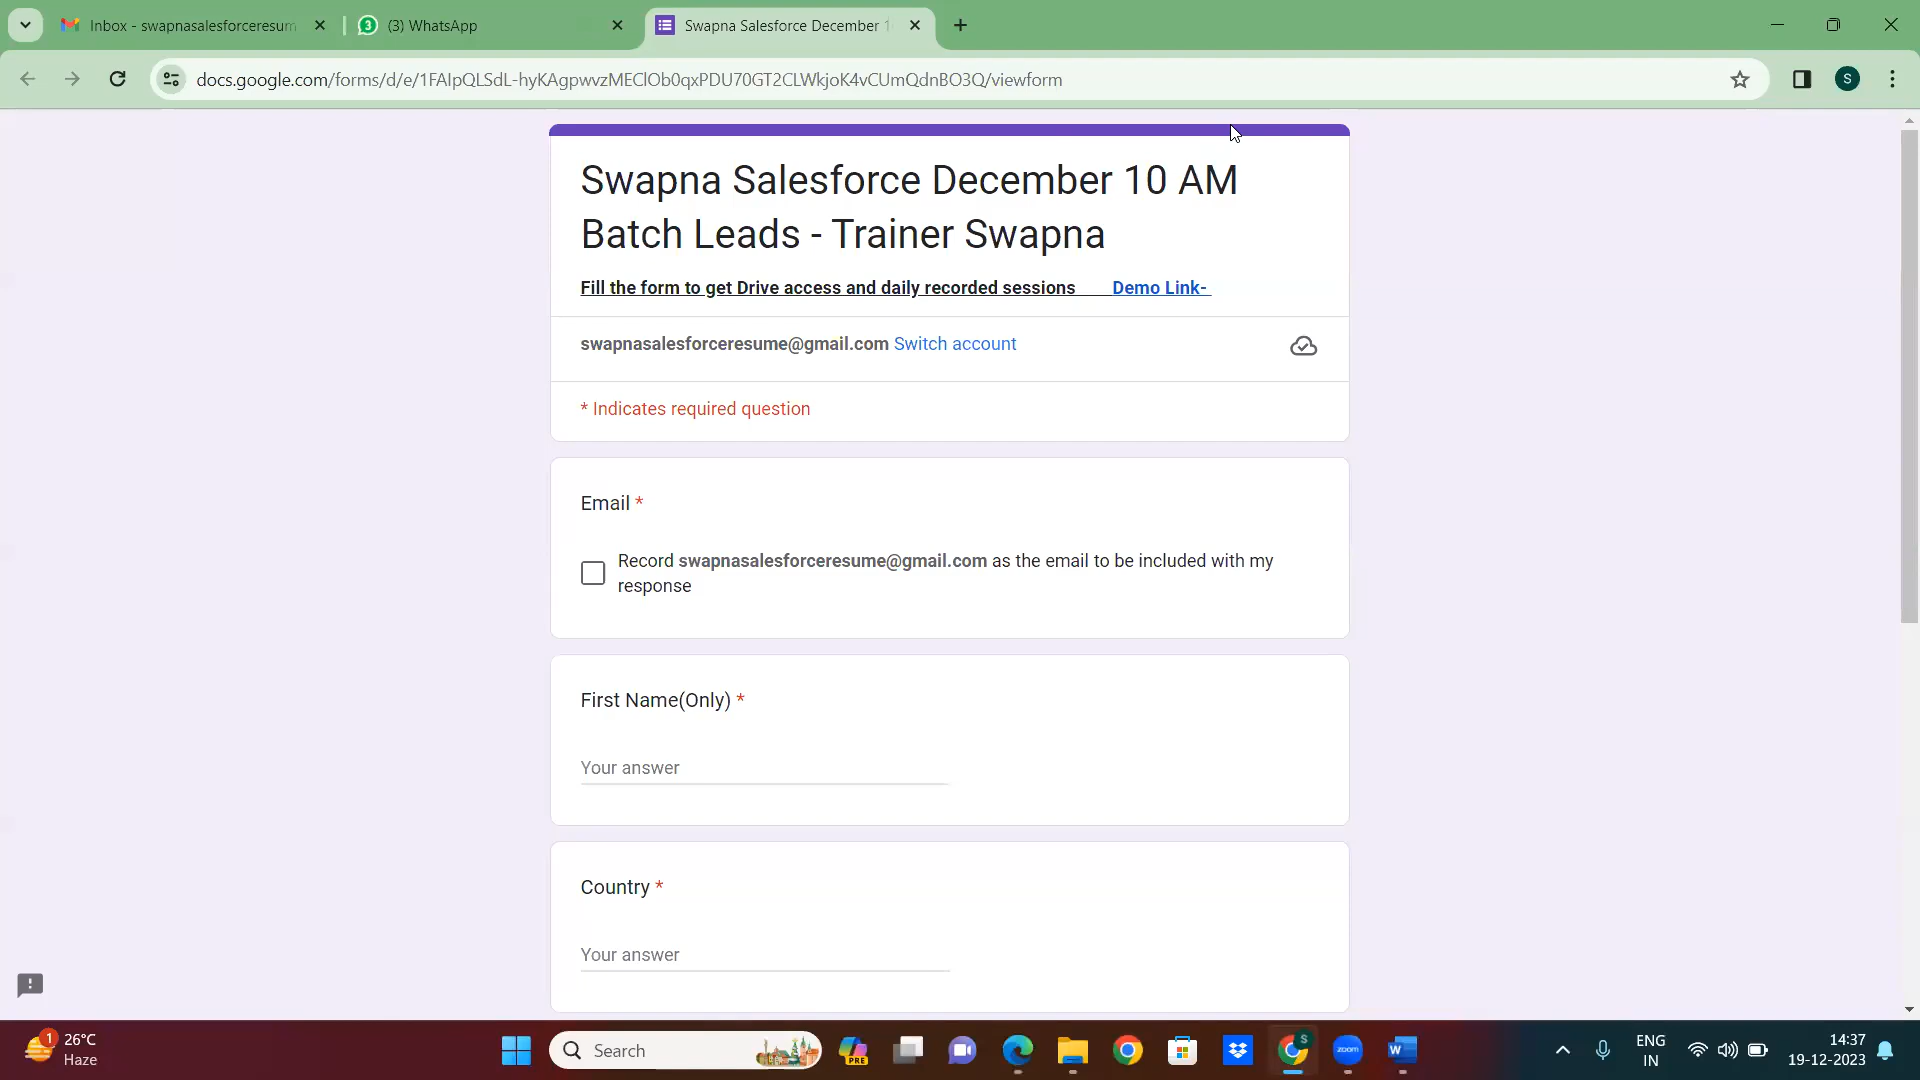 Inbox - swapnasalesforceresum
(3) WhatsApp
Swapna Salesforce December 1
docs.google.com/forms/d/e/1FAIpQLSdL-hyKAgpwvzMEClOb0qxPDU70GT2CLWkjoK4vCUmQdnBO3Q/viewform
S
Swapna Salesforce December 10 AM
Batch Leads - Trainer Swapna
Fill the form to get Drive access and daily recorded sessions Demo Link-
swapnasalesforceresume@gmail.com Switch account
* Indicates required question
Email *
Record swapnasalesforceresume@gmail.com as the email to be included with my
response
First Name(Only) *
Your answer
Country *
Your answer
1
26°C
Haze
Search
PRE
S
zoom
W
ENG
IN
14:37
19-12-2023